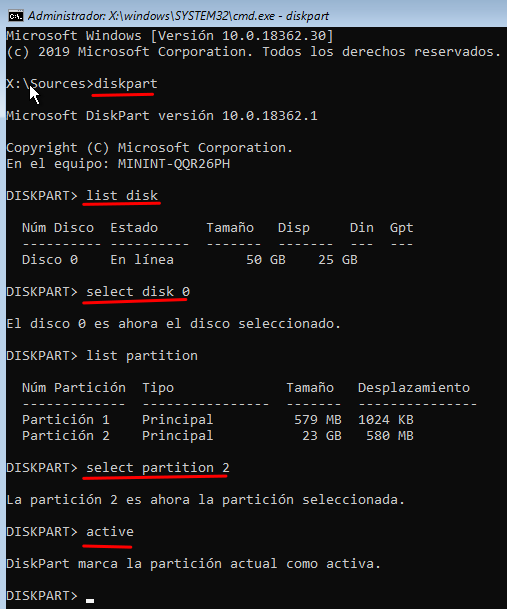 Administrador: X:\windows\SYSTEM32\cmd.exe - diskpart
Microsoft Windows [Versión 10.0.18362.30]
(c) 2019 Microsoft Corporation. Todos los derechos reservados.
X:\Sources>diskpart
Microsoft DiskPart versión 10.0.18362.1
Copyright (C) Microsoft Corporation.
En el equipo: MININT-QQR26PH
DISKPART> list disk
Núm Disco  Estado      Tamaño   Disp     Din  Gpt
---------- ---------- ------- ------- --- ---
Disco 0    En línea        50 GB    25 GB
DISKPART> select disk 0
El disco 0 es ahora el disco seleccionado.
DISKPART> list partition
Núm Partición  Tipo              Tamaño   Desplazamiento
------------- ---------------- ------- ---------------
Partición 1    Principal          579 MB  1024 KB
Partición 2    Principal           23 GB   580 MB
DISKPART> select partition 2
La partición 2 es ahora la partición seleccionada.
DISKPART> active
DiskPart marca la partición actual como activa.
DISKPART>